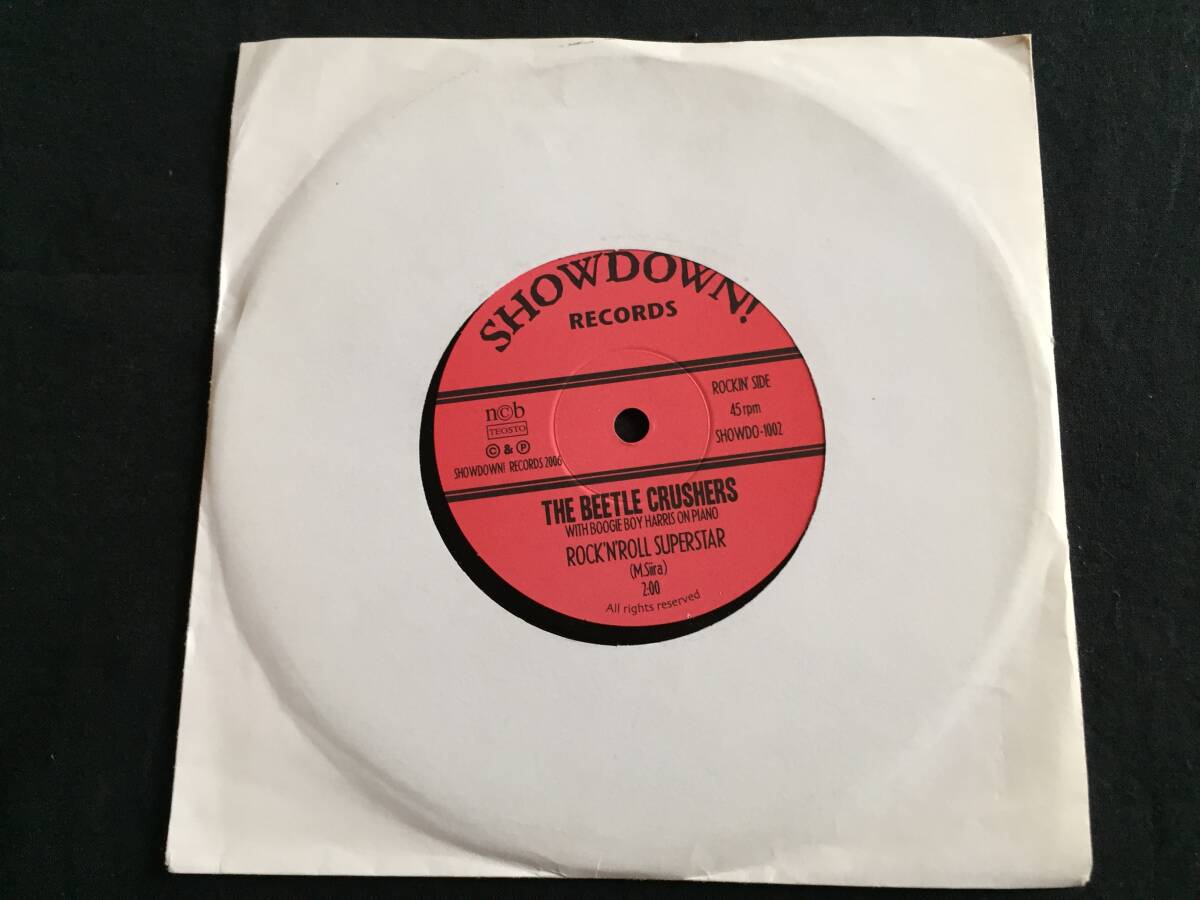 SHOWDOWN!
RECORDS
ROCKIN' SIDE
45 rpm
SHOWDO-1002
n©b
TEOSTO
© & ℗
SHOWDOWN! RECORDS 2006
THE BEETLE CRUSHERS
WITH BOOGIE BOY HARRIS ON PIANO
ROCK'N'ROLL SUPERSTAR
(M.Siira)
2:00
All rights reserved